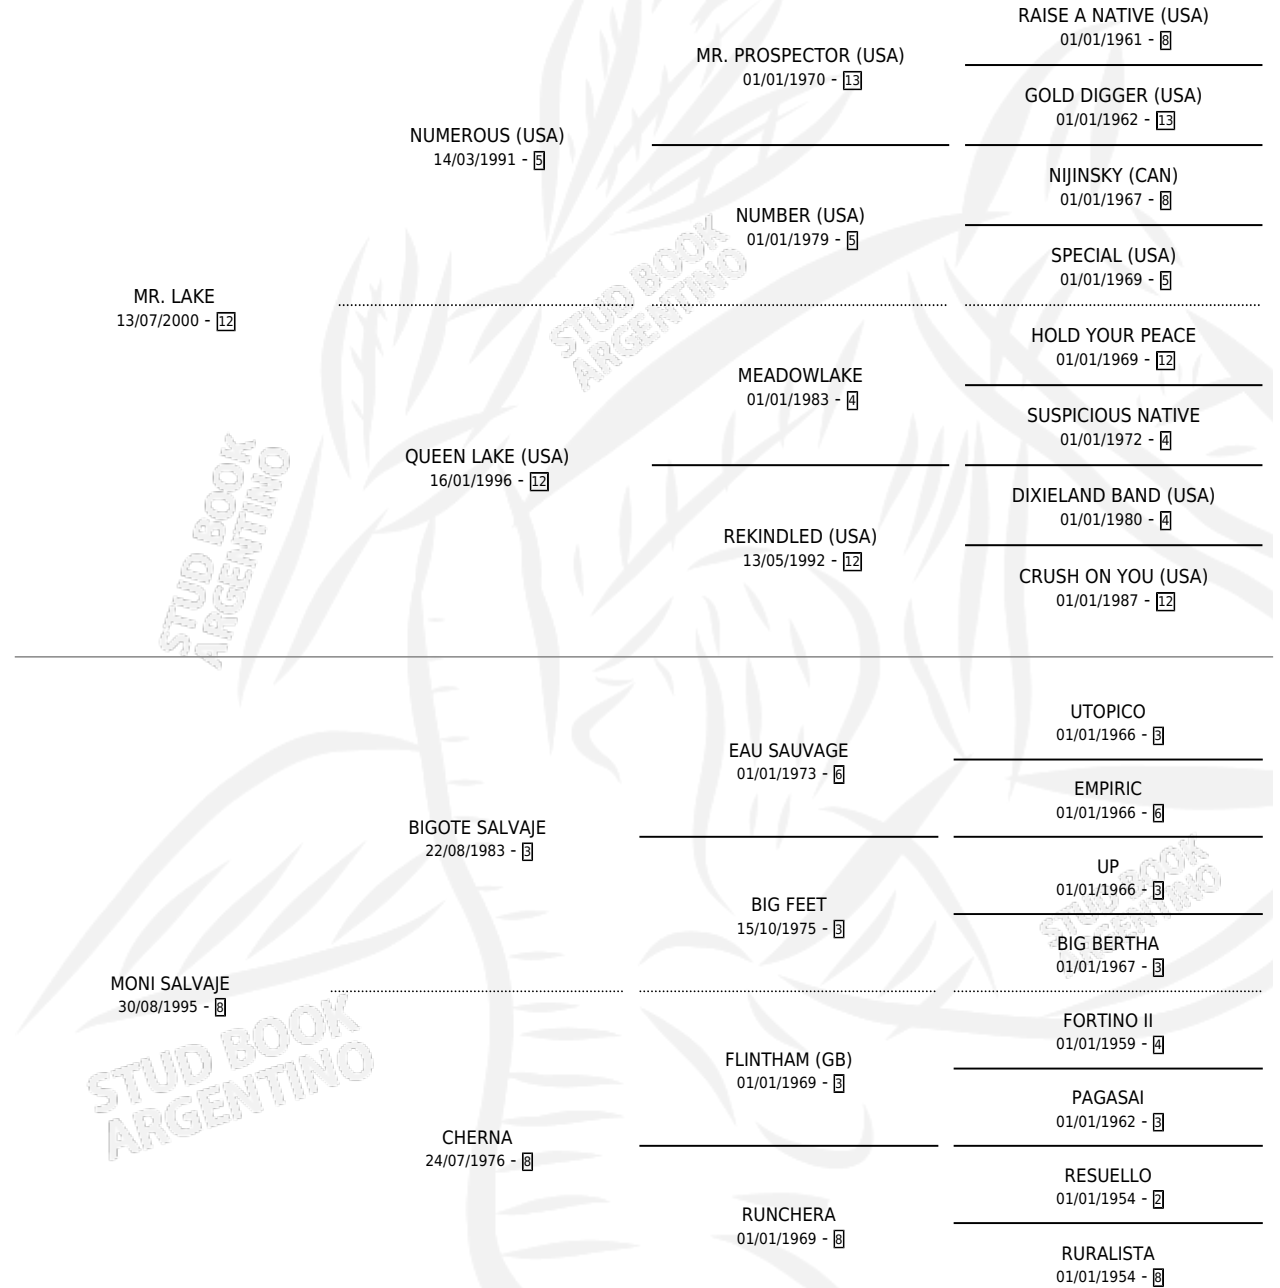 RAISE A NATIVE (USA)
01/01/1961 - 8
MR. PROSPECTOR (USA)
01/01/1970 - 13
GOLD DIGGER (USA)
01/01/1962 - 13
NUMEROUS (USA)
14/03/1991 - 5
NIJINSKY (CAN)
01/01/1967 - 8
NUMBER (USA)
01/01/1979 - 5
SPECIAL (USA)
01/01/1969 - 5
STUD BOOK
ARGENTINO
MR. LAKE
13/07/2000 - 12
HOLD YOUR PEACE
01/01/1969 - 12
MEADOWLAKE
01/01/1983 - 4
SUSPICIOUS NATIVE
01/01/1972 - 4
QUEEN LAKE (USA)
16/01/1996 - 12
DIXIELAND BAND (USA)
01/01/1980 - 4
REKINDLED (USA)
13/05/1992 - 12
CRUSH ON YOU (USA)
01/01/1987 - 12
STUD BOOK
ARGENTINO
UTOPICO
01/01/1966 - 3
EAU SAUVAGE
01/01/1973 - 6
EMPIRIC
01/01/1966 - 6
BIGOTE SALVAJE
22/08/1983 - 3
UP
01/01/1966 - 3
BIG FEET
15/10/1975 - 3
BIG BERTHA
01/01/1967 - 3
STUD BOOK
ARGENTINO
MONI SALVAJE
30/08/1995 - 8
FORTINO II
01/01/1959 - 4
FLINTHAM (GB)
01/01/1969 - 3
PAGASAI
01/01/1962 - 3
STUD BOOK
ARGENTINO
CHERNA
24/07/1976 - 8
RESUELLO
01/01/1954 - 2
RUNCHERA
01/01/1969 - 8
RURALISTA
01/01/1954 - 8